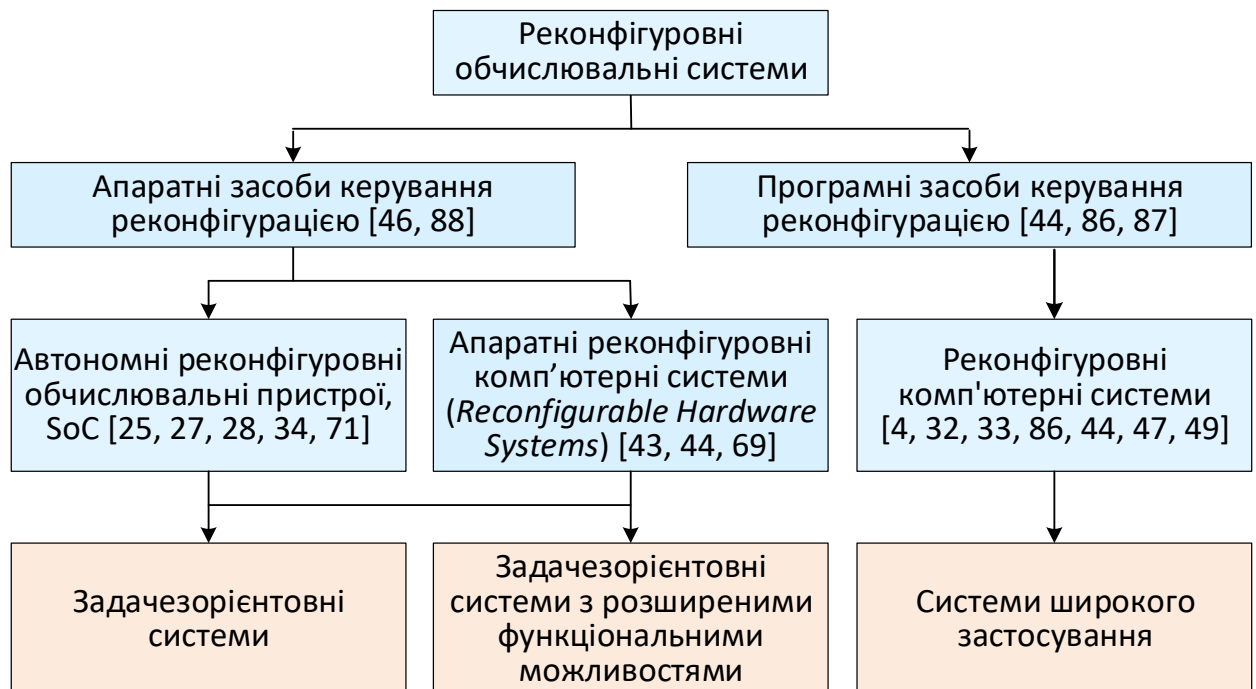 Реконфігуровні
обчислювальні системи
Апаратні засоби керування
реконфігурацією [46, 88]
Програмні засоби керування
реконфігурацією [44, 86, 87]
Автономні реконфігуровні
обчислювальні пристрої,
SoC [25, 27, 28, 34, 71]
Апаратні реконфігуровні
комп’ютерні системи
(Reconfigurable Hardware
Systems) [43, 44, 69]
Реконфігуровні
комп'ютерні системи
[4, 32, 33, 86, 44, 47, 49]
Задачезорієнтовні
системи
Задачезорієнтовні
системи з розширеними
функціональними
можливостями
Системи широкого
застосування